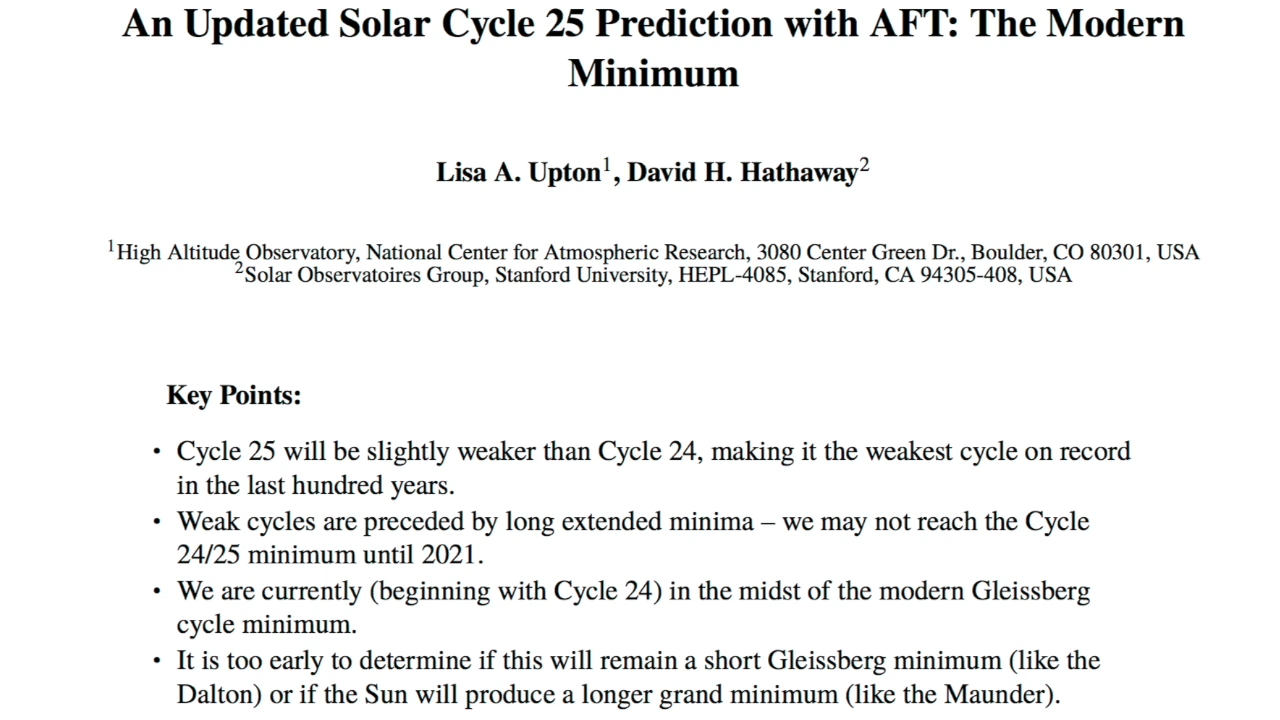 An Updated Solar Cycle 25 Prediction with AFT: The Modern
Minimum
Lisa A. Upton¹, David H. Hathaway²
¹High Altitude Observatory, National Center for Atmospheric Research, 3080 Center Green Dr., Boulder, CO 80301, USA
²Solar Observatoires Group, Stanford University, HEPL-4085, Stanford, CA 94305-408, USA
Key Points:
• Cycle 25 will be slightly weaker than Cycle 24, making it the weakest cycle on record
in the last hundred years.
• Weak cycles are preceded by long extended minima – we may not reach the Cycle
24/25 minimum until 2021.
• We are currently (beginning with Cycle 24) in the midst of the modern Gleissberg
cycle minimum.
• It is too early to determine if this will remain a short Gleissberg minimum (like the
Dalton) or if the Sun will produce a longer grand minimum (like the Maunder).